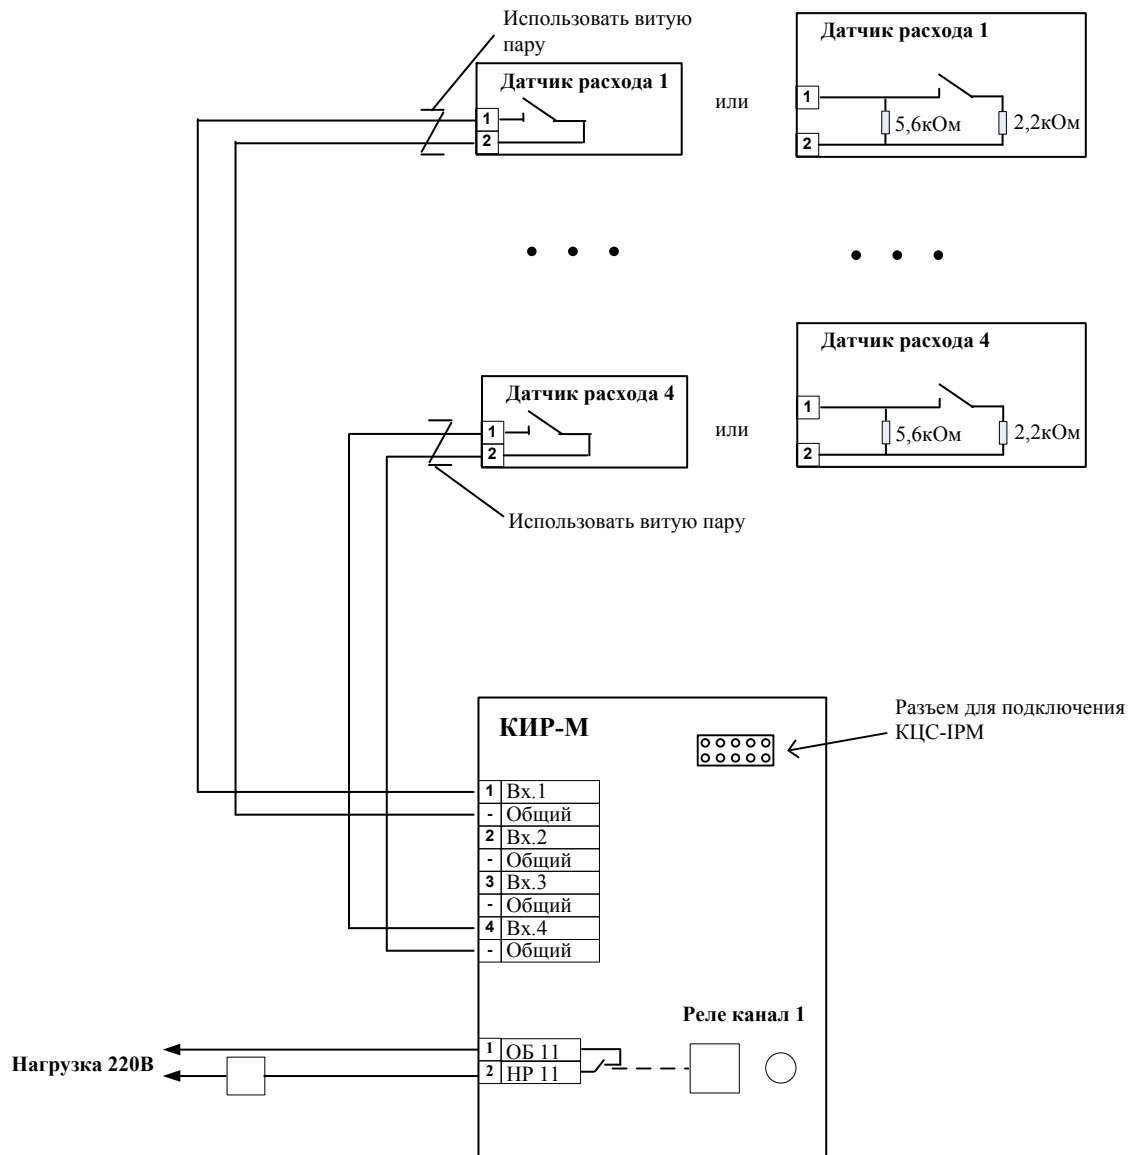 Использовать витую
пару
Датчик расхода 1
1
2
или
Датчик расхода 1
1
2
5,6кОм
2,2кОм
Датчик расхода 4
1
2
или
Датчик расхода 4
1
2
5,6кОм
2,2кОм
Использовать витую пару
КИР-М
Разъем для подключения
КЦС-IPM
1 Вх.1
- Общий
2 Вх.2
- Общий
3 Вх.3
- Общий
4 Вх.4
- Общий
Реле канал 1
Нагрузка 220В
1 ОБ 11
2 НР 11